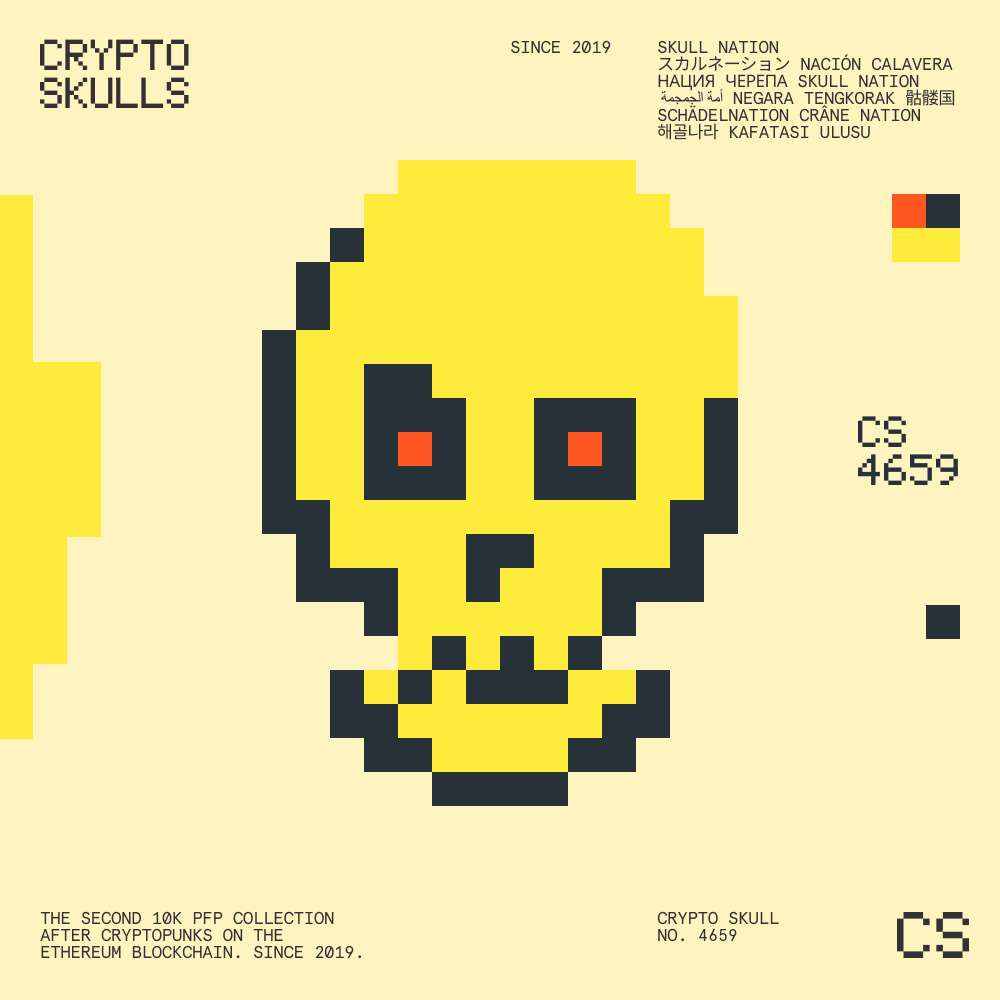 CRYPTO
SKULLS
SINCE 2019
SKULL NATION
スカルネーション NACIÓN CALAVERA
НАЦИЯ ЧЕРЕПА SKULL NATION
أمة الجمجمة NEGARA TENGKORAK 骷髅国
SCHÄDELNATION CRÂNE NATION
해골나라 KAFATASI ULUSU
CS
4659
THE SECOND 10K PFP COLLECTION
AFTER CRYPTOPUNKS ON THE
ETHEREUM BLOCKCHAIN. SINCE 2019.
CRYPTO SKULL
NO. 4659
CS